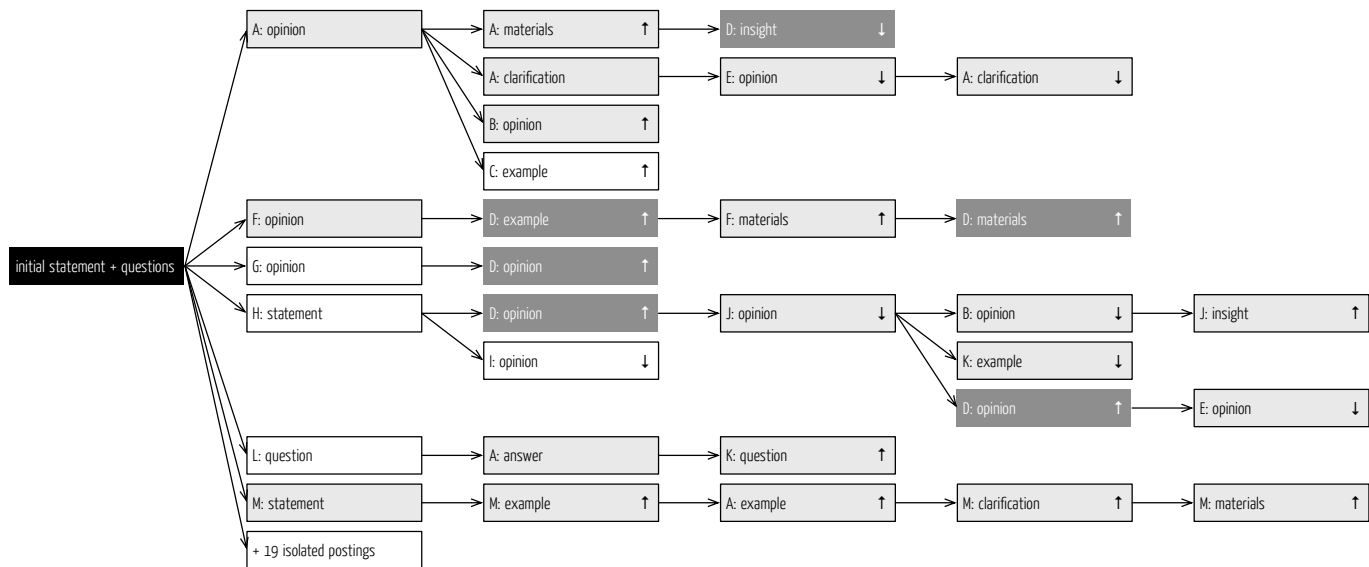 A: opinion
A: materials ↑
D: insight ↓
A: clarification
E: opinion ↓
A: clarification ↓
B: opinion ↑
C: example ↑
F: opinion
D: example ↑
F: materials ↑
D: materials ↑
initial statement + questions
G: opinion
D: opinion ↑
H: statement
D: opinion ↑
J: opinion ↓
B: opinion ↓
J: insight ↑
I: opinion ↓
K: example ↓
D: opinion ↑
E: opinion ↓
L: question
A: answer
K: question ↑
M: statement
M: example ↑
A: example ↑
M: clarification ↑
M: materials ↑
+ 19 isolated postings